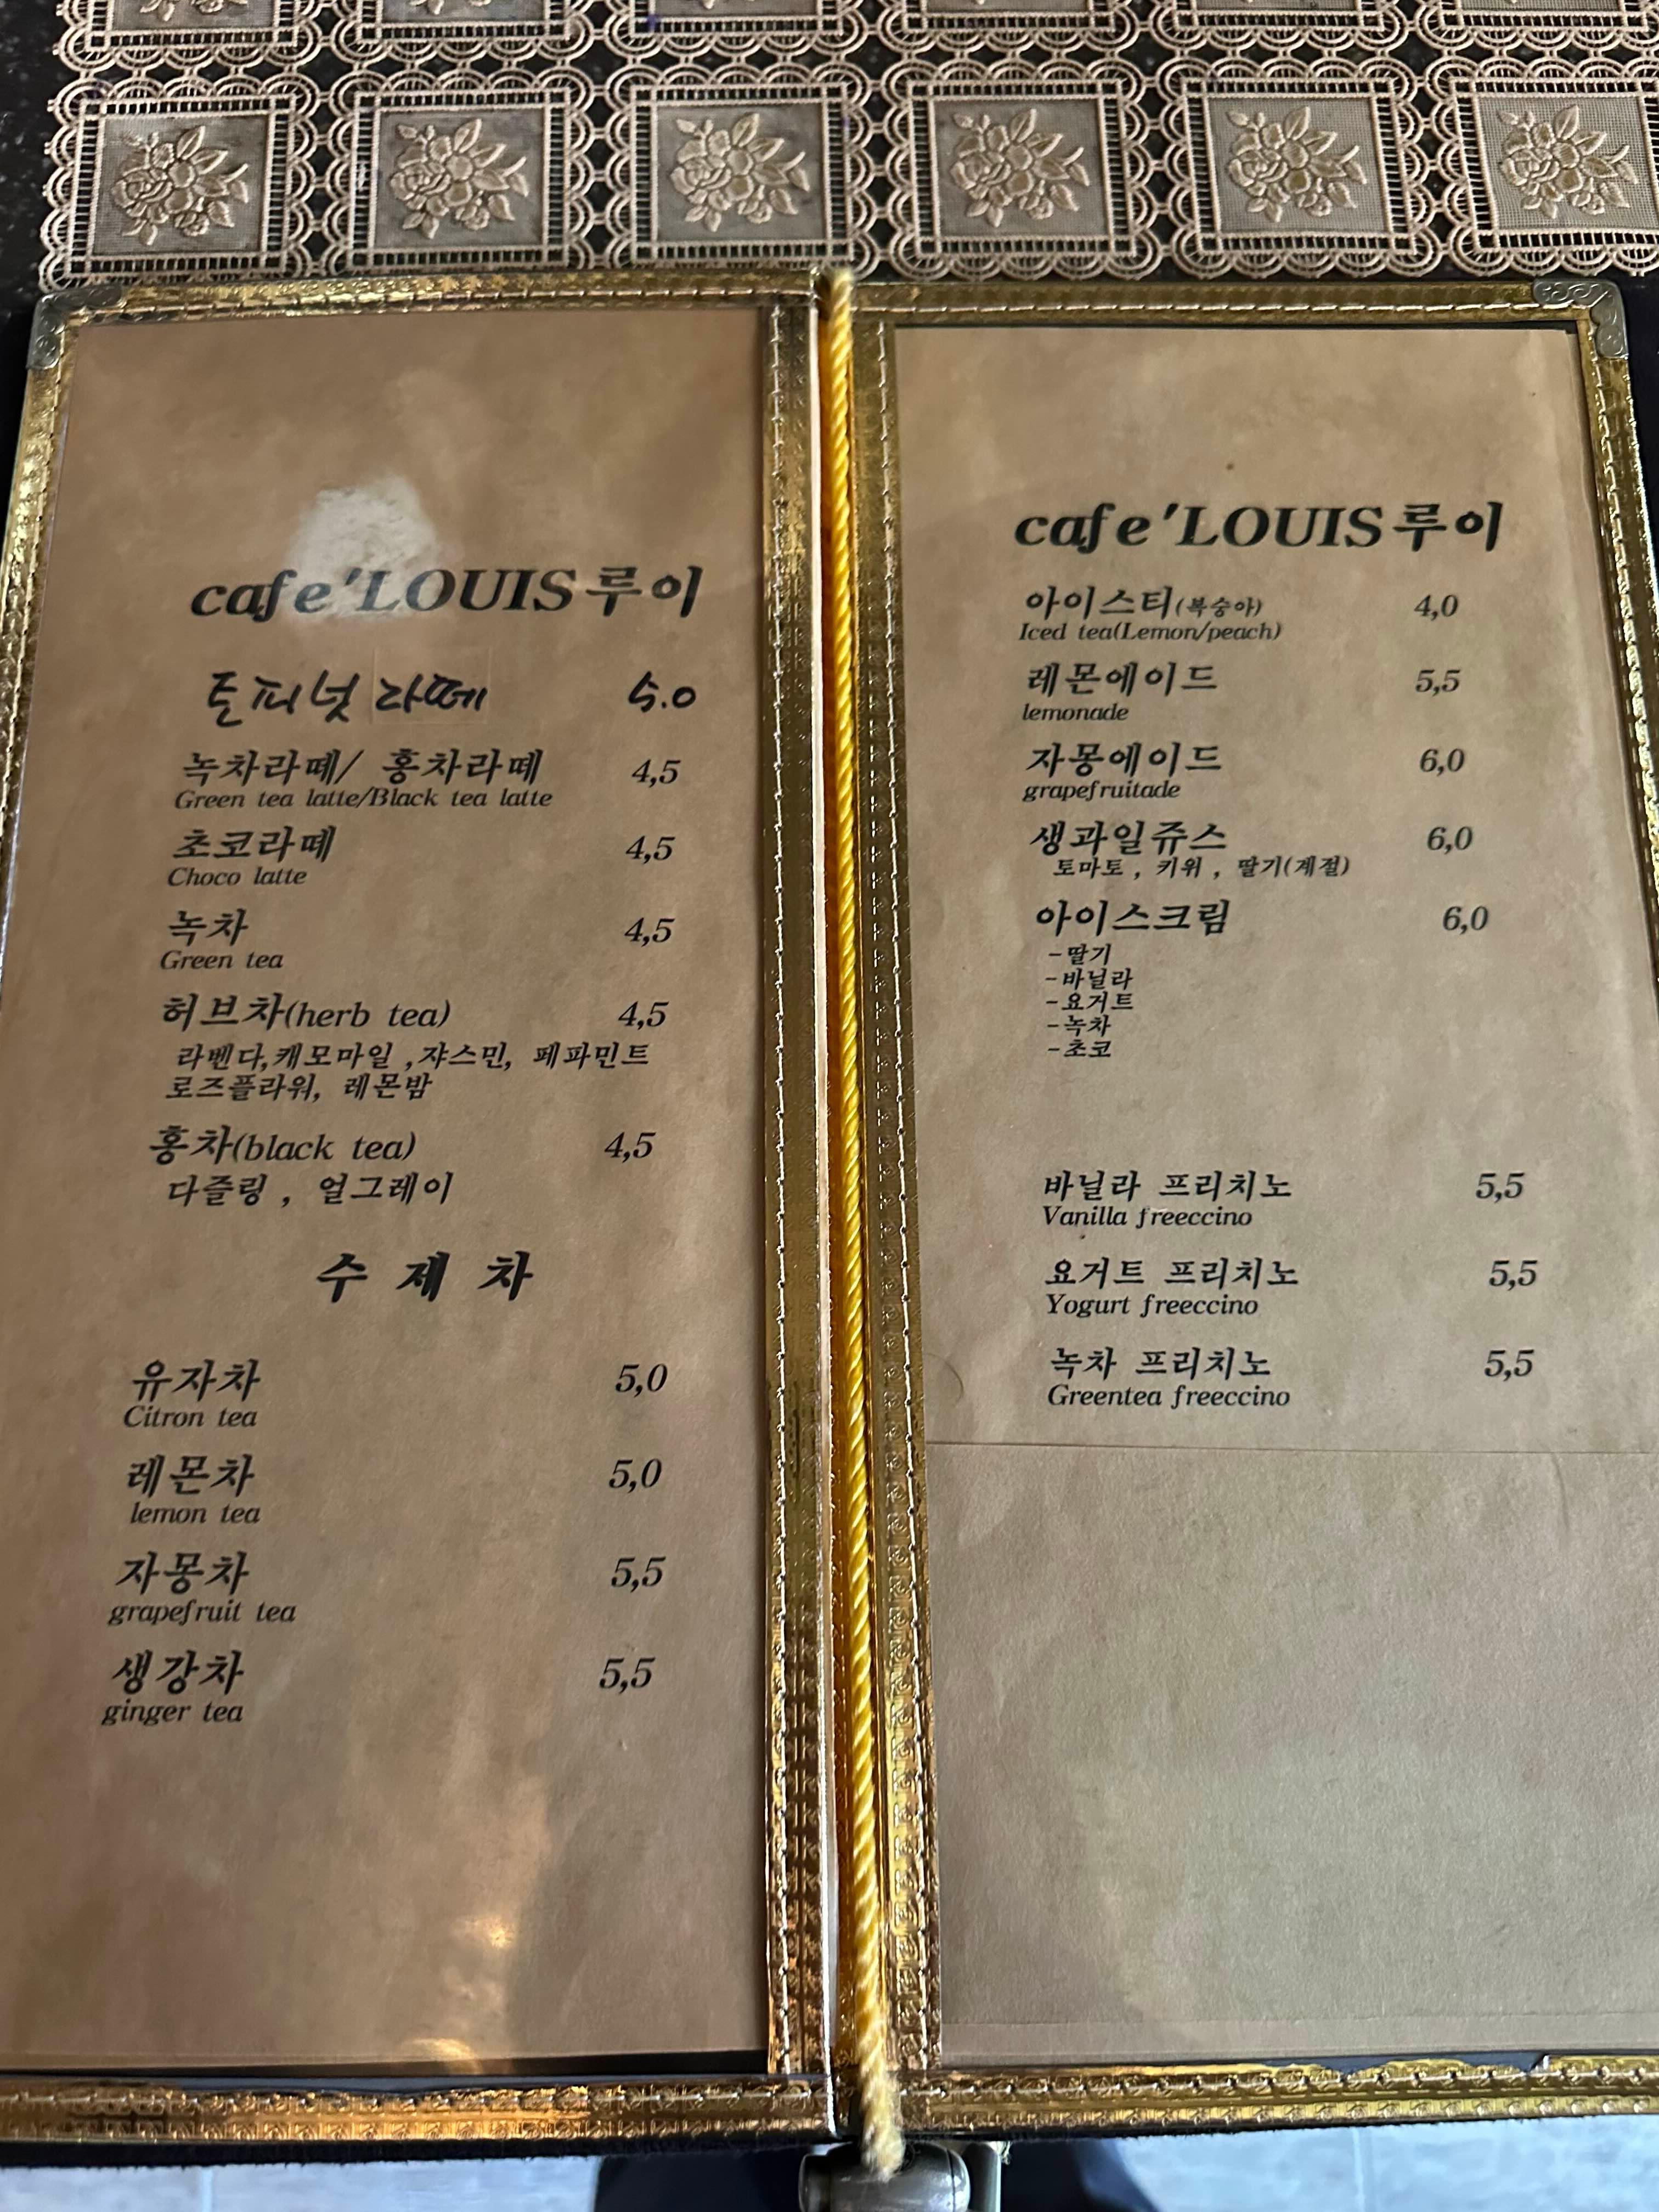 cafe'LOUIS루이
토피넛 라떼 5.0
녹차라떼/ 홍차라떼 4,5
Green tea latte/Black tea latte
초코라떼 4,5
Choco latte
녹차 4,5
Green tea
허브차(herb tea) 4,5
라벤다,캐모마일 ,쟈스민, 페파민트
로즈플라워, 레몬밤
홍차(black tea) 4,5
다즐링 , 얼그레이
수 제 차
유자차 5,0
Citron tea
레몬차 5,0
lemon tea
자몽차 5,5
grapefruit tea
생강차 5,5
ginger tea
cafe'LOUIS루이
아이스티(복숭아) 4,0
Iced tea(Lemon/peach)
레몬에이드 5,5
lemonade
자몽에이드 6,0
grapefruitade
생과일쥬스 6,0
토마토 , 키위 , 딸기(계절)
아이스크림 6,0
-딸기
-바닐라
-요거트
-녹차
-초코
바닐라 프리치노 5,5
Vanilla freeccino
요거트 프리치노 5,5
Yogurt freeccino
녹차 프리치노 5,5
Greentea freeccino